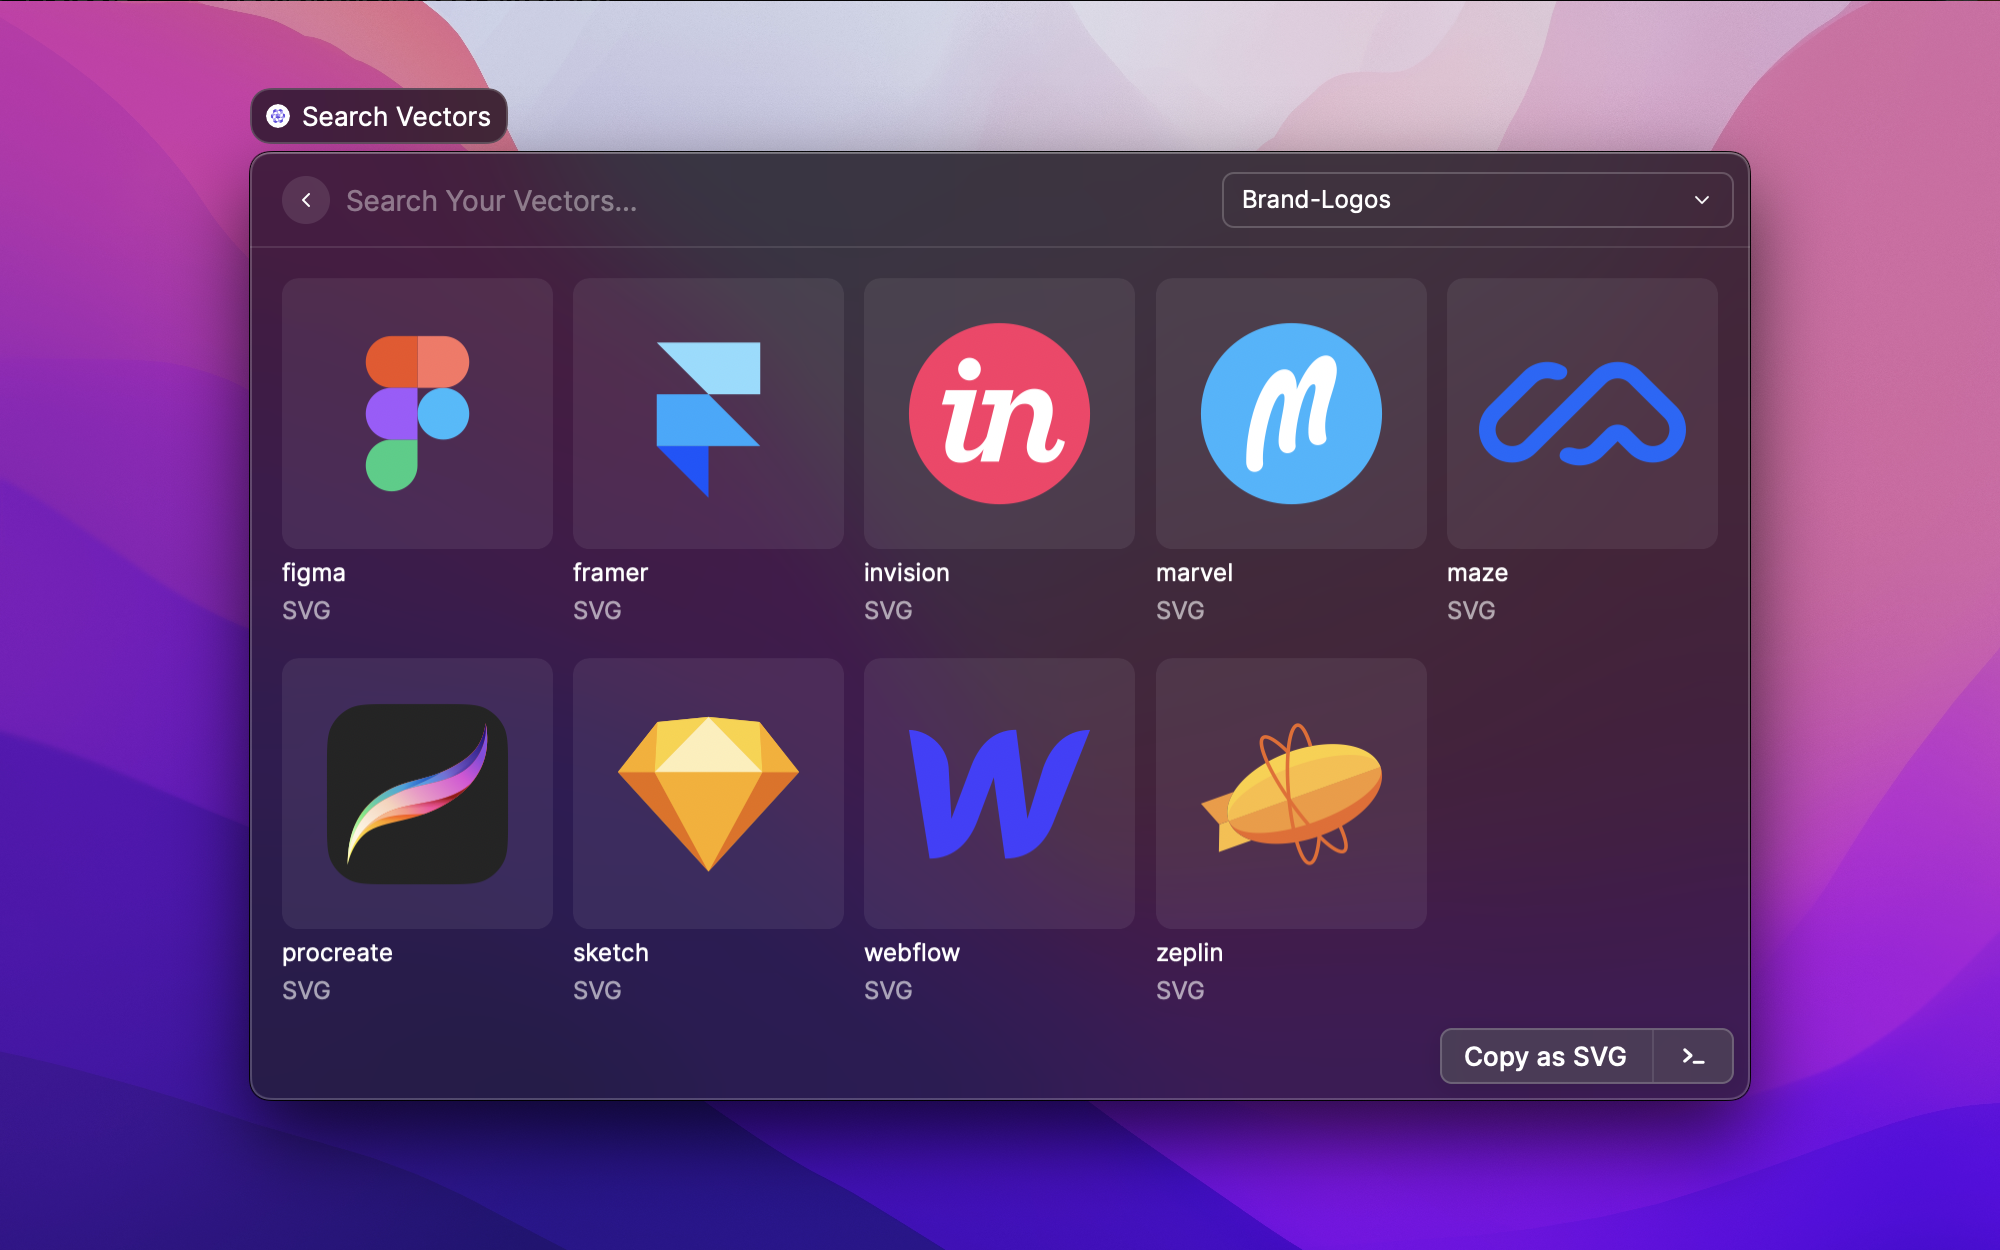 Search Vectors
Search Your Vectors...
Brand-Logos
in
figma
SVG
framer
SVG
invision
SVG
marvel
SVG
maze
SVG
procreate
SVG
sketch
SVG
webflow
SVG
zeplin
SVG
Copy as SVG